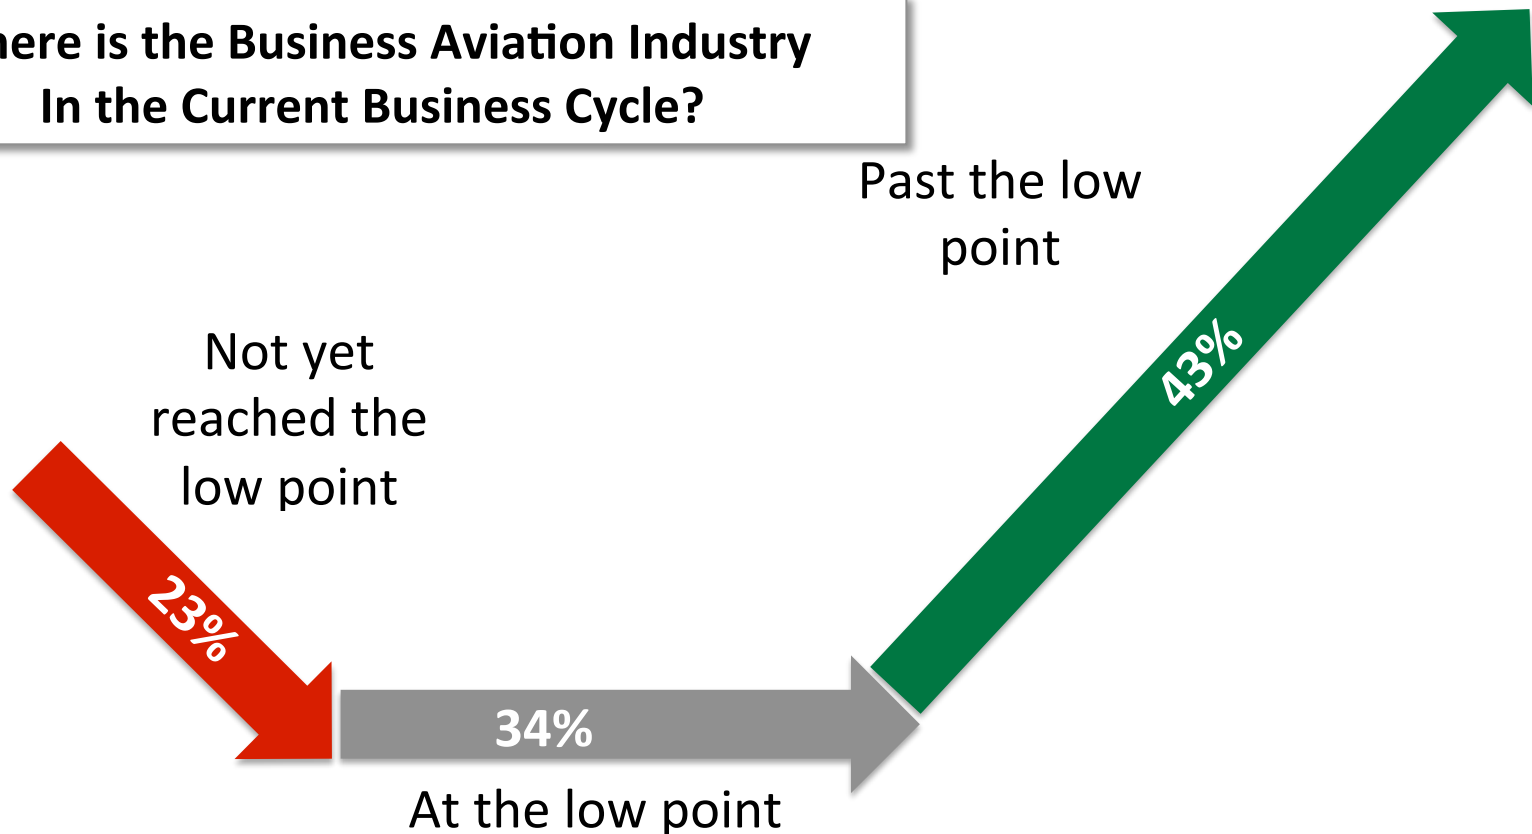 here is the Business Aviation Industry
In the Current Business Cycle?
Past the low
point
43%
Not yet
reached the
low point
23%
34%
At the low point